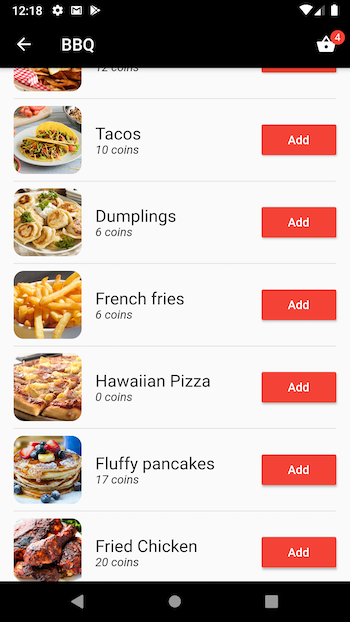 12:18
BBQ
4
12 coins
Tacos
10 coins
Add
Dumplings
6 coins
Add
French fries
6 coins
Add
Hawaiian Pizza
0 coins
Add
Fluffy pancakes
17 coins
Add
Fried Chicken
20 coins
Add